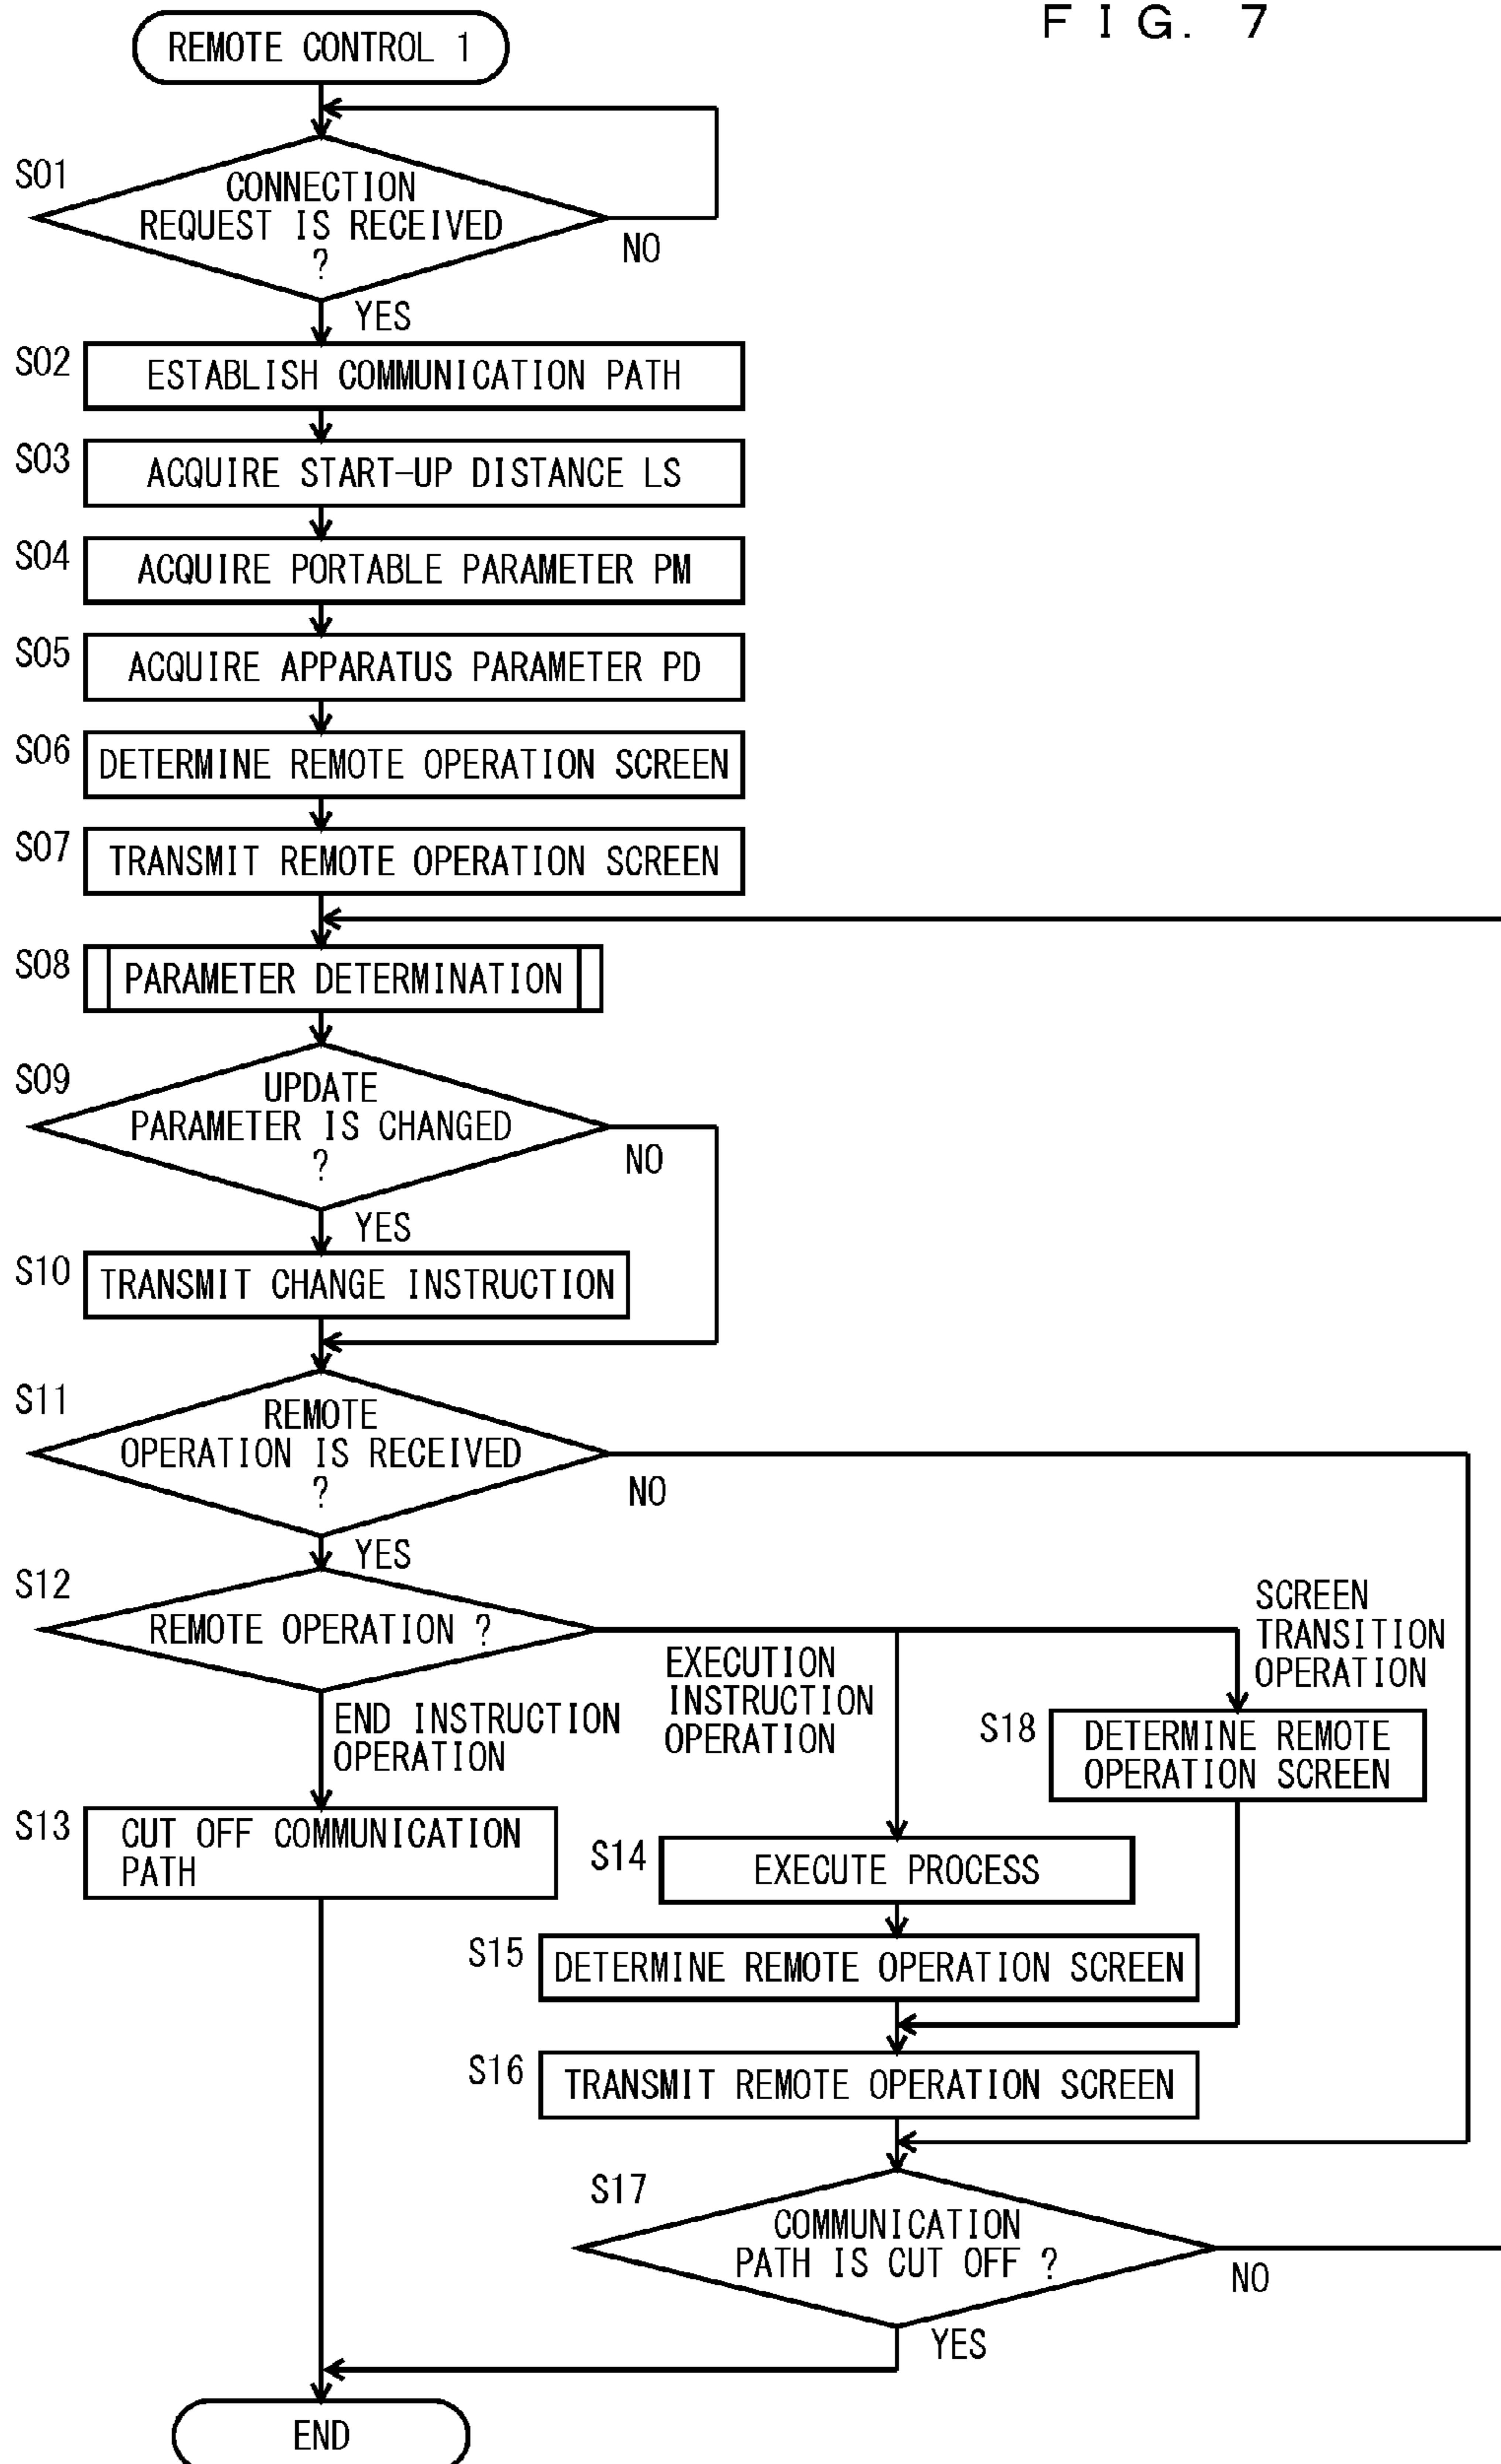 FIG. 7
REMOTE CONTROL 1
S01
CONNECTION
REQUEST IS RECEIVED
?
NO
YES
S02
ESTABLISH COMMUNICATION PATH
S03
ACQUIRE START-UP DISTANCE LS
S04
ACQUIRE PORTABLE PARAMETER PM
S05
ACQUIRE APPARATUS PARAMETER PD
S06
DETERMINE REMOTE OPERATION SCREEN
S07
TRANSMIT REMOTE OPERATION SCREEN
S08
PARAMETER DETERMINATION
S09
UPDATE
PARAMETER IS CHANGED
?
NO
YES
S10
TRANSMIT CHANGE INSTRUCTION
S11
REMOTE
OPERATION IS RECEIVED
?
NO
YES
S12
REMOTE OPERATION ?
END INSTRUCTION
OPERATION
EXECUTION
INSTRUCTION
OPERATION
SCREEN
TRANSITION
OPERATION
S18
DETERMINE REMOTE
OPERATION SCREEN
S13
CUT OFF COMMUNICATION
PATH
S14
EXECUTE PROCESS
S15
DETERMINE REMOTE OPERATION SCREEN
S16
TRANSMIT REMOTE OPERATION SCREEN
S17
COMMUNICATION
PATH IS CUT OFF ?
NO
YES
END